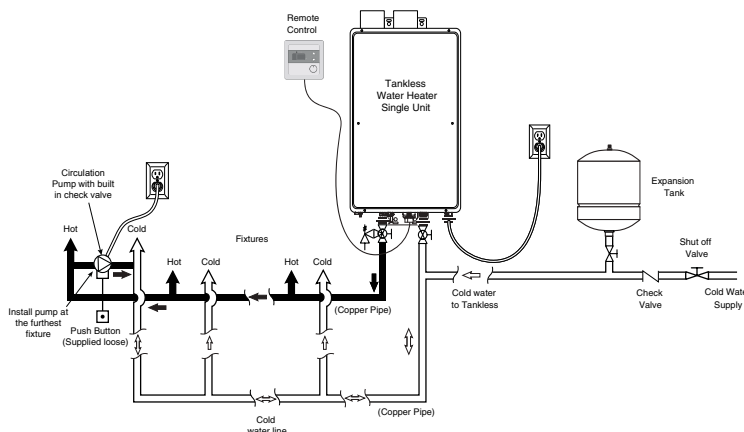 Remote
Control
Tankless
Water Heater
Single Unit
Circulation
Pump with built
in check valve
Expansion
Tank
Hot
Cold
Fixtures
Hot
Cold
Hot
Cold
Shut off
Valve
Install pump at
the furthest
fixture
Push Button
(Supplied loose)
(Copper Pipe)
Cold water
to Tankless
Check
Valve
Cold Wate
Supply
(Copper Pipe)
Cold
water line